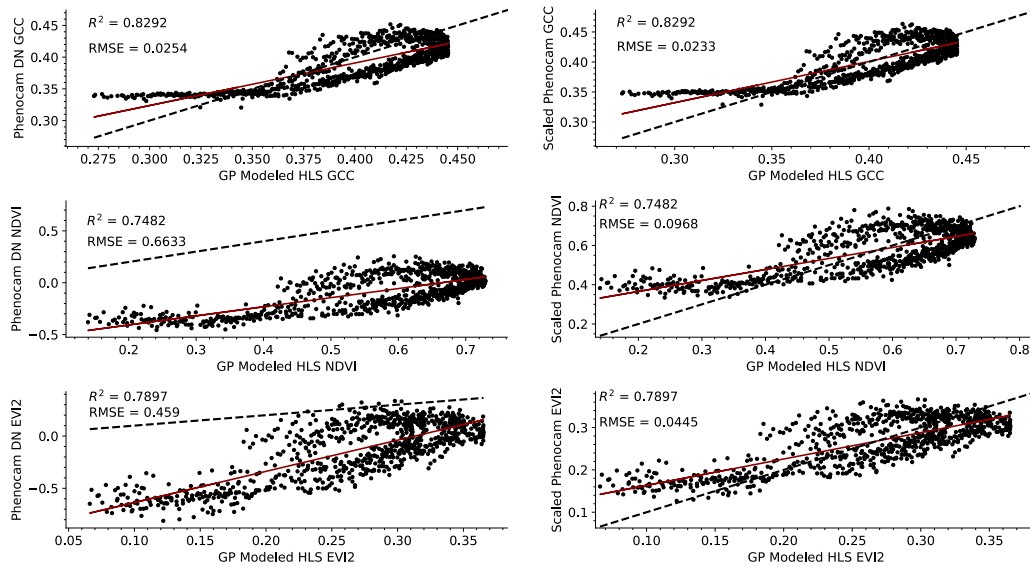 R² = 0.8292
RMSE = 0.0254
0.45
0.40
0.35
0.30
Phenocam DN GCC
0.275 0.300 0.325 0.350 0.375 0.400 0.425 0.450
GP Modeled HLS GCC
R² = 0.8292
RMSE = 0.0233
0.45
0.40
0.35
0.30
Scaled Phenocam GCC
0.30 0.35 0.40 0.45
GP Modeled HLS GCC
R² = 0.7482
RMSE = 0.6633
0.5
0.0
−0.5
Phenocam DN NDVI
0.2 0.3 0.4 0.5 0.6 0.7
GP Modeled HLS NDVI
R² = 0.7482
RMSE = 0.0968
0.8
0.6
0.4
0.2
Scaled Phenocam NDVI
0.2 0.3 0.4 0.5 0.6 0.7 0.8
GP Modeled HLS NDVI
R² = 0.7897
RMSE = 0.459
0.0
−0.5
Phenocam DN EVI2
0.05 0.10 0.15 0.20 0.25 0.30 0.35
GP Modeled HLS EVI2
R² = 0.7897
RMSE = 0.0445
0.3
0.2
0.1
Scaled Phenocam EVI2
0.10 0.15 0.20 0.25 0.30 0.35
GP Modeled HLS EVI2